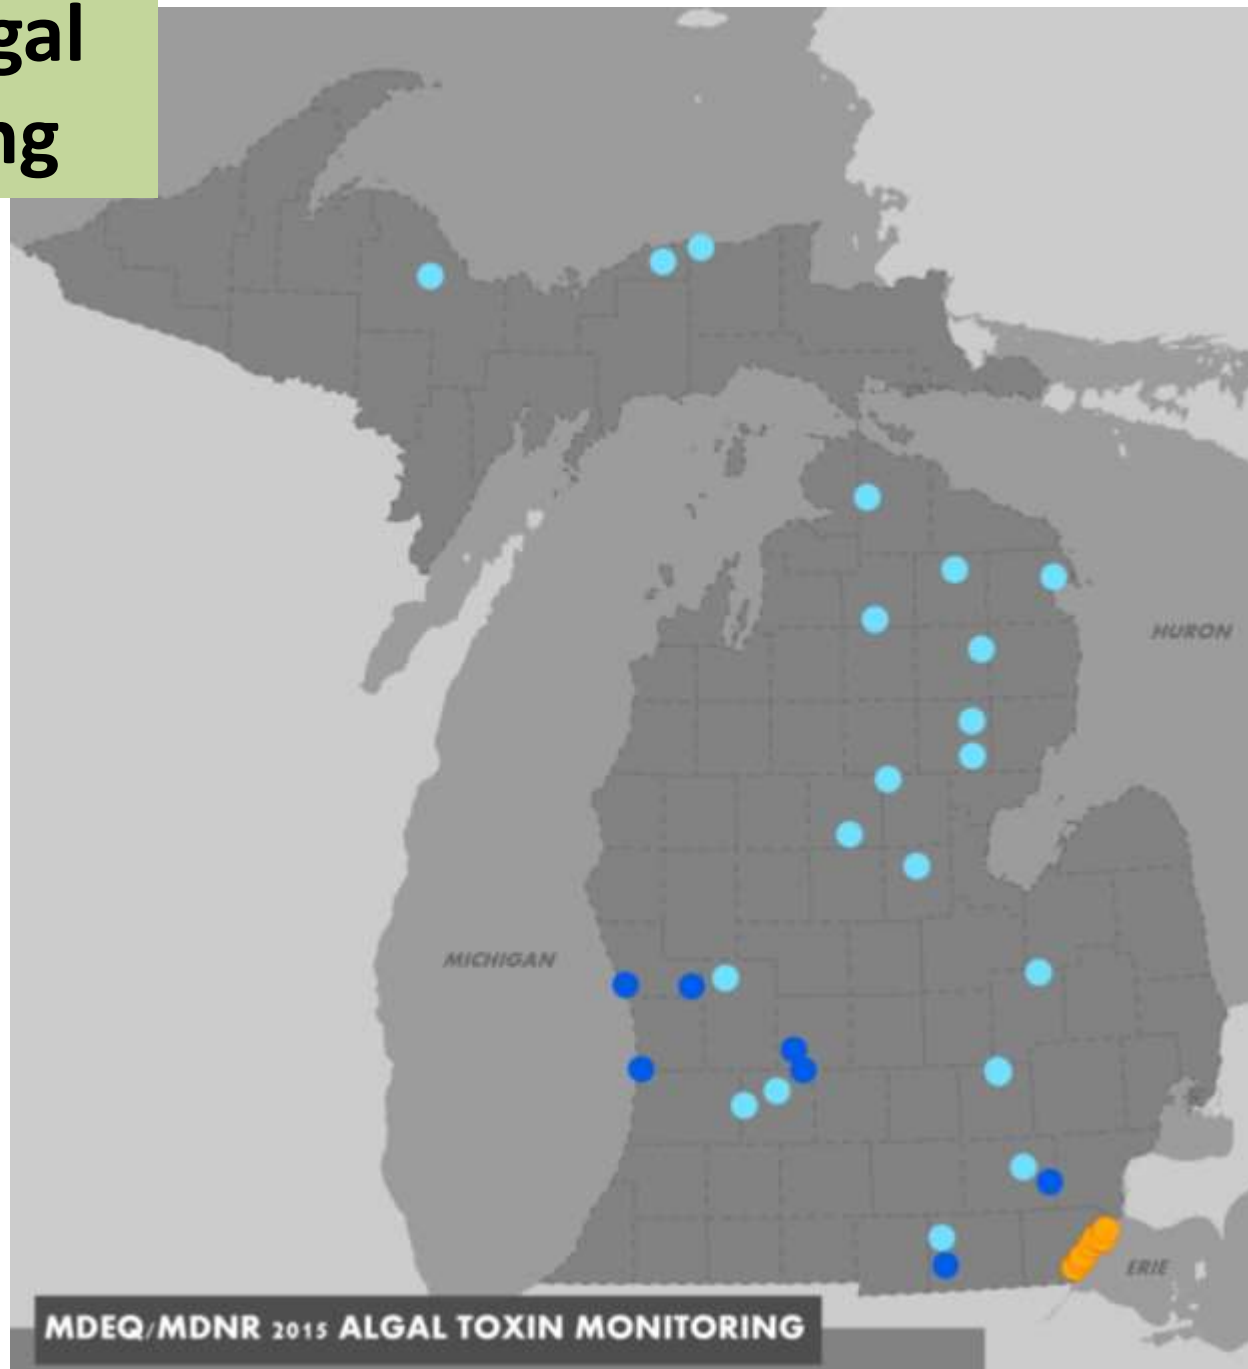 gal
ng
HURON
MICHIGAN
ERIE
MDEQ/MDNR 2015 ALGAL TOXIN MONITORING